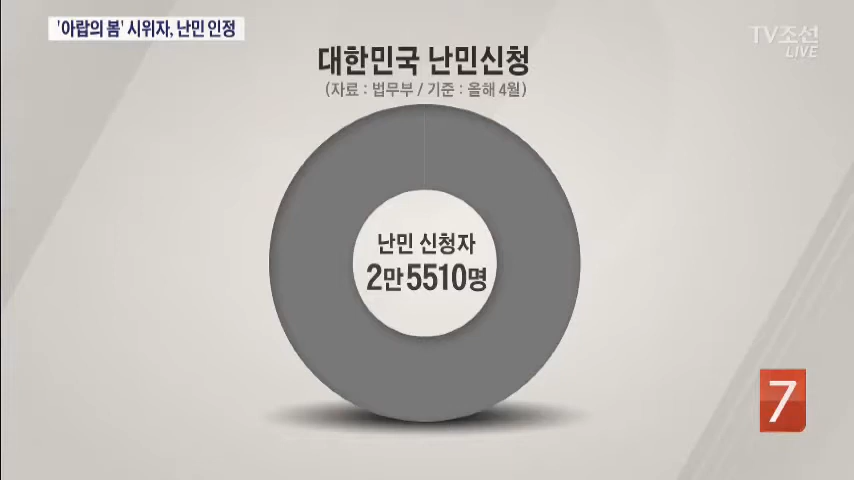 '아랍의 봄' 시위자, 난민 인정
TV조선
LIVE
대한민국 난민신청
(자료 : 법무부 / 기준 : 올해 4월)
난민 신청자
2만 5510명
7